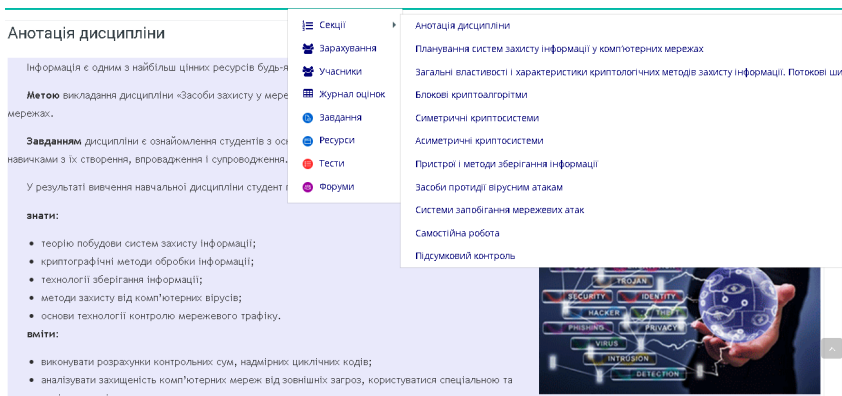 Анотація дисципліни
Інформація є одним з найбільш цінних ресурсів
Метою викладання дисципліни «Засоби захисту у
мережах.
Завданням дисципліни є ознайомлення студентів з
навичками з їх створення, впровадження і супроводження.
У результаті вивчення навчальної дисципліни студент
знати:
теорію побудови систем захисту інформації;
криптографічні методи обробки інформації;
технології зберігання інформації;
методи захисту від комп'ютерних вірусів;
основи технології контролю мережевого трафіку.
вміти:
виконувати розрахунки контрольних сум, надмірних циклічних кодів;
аналізувати захищеність комп'ютерних мереж від зовнішніх загроз, користуватися спеціальною та
Секції
Зарахування
Учасники
Журнал оцінок
Завдання
Ресурси
Тести
Форуми
Анотація дисципліни
Планування систем захисту інформації у комп'ютерних мережах
Загальні властивості і характеристики криптологічних методів захисту інформації. Потокові
Блокові криптоалгорітми
Симетричні криптосистеми
Асиметричні криптосистеми
Пристрої і методи зберігання інформації
Засоби протидії вірусним атакам
Системи запобігання мережевих атак
Самостійна робота
Підсумковий контроль
TROJAN
SECURITY IDENTITY
HACKER THEFT
PHISHING PRIVACY
VIRUS
INTRUSION
DETECTION